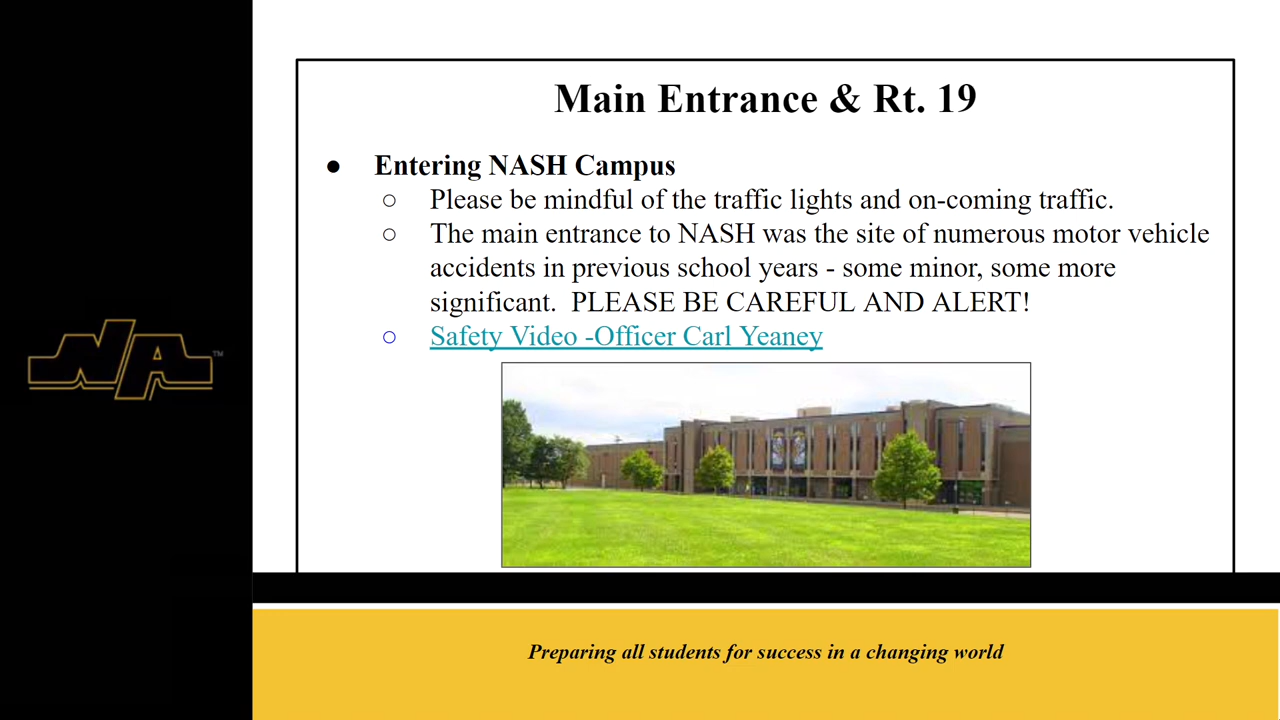 Main Entrance & Rt. 19
● Entering NASH Campus
○ Please be mindful of the traffic lights and on-coming traffic.
○ The main entrance to NASH was the site of numerous motor vehicle
accidents in previous school years - some minor, some more
significant.  PLEASE BE CAREFUL AND ALERT!
○ Safety Video -Officer Carl Yeaney
NA™
Preparing all students for success in a changing world